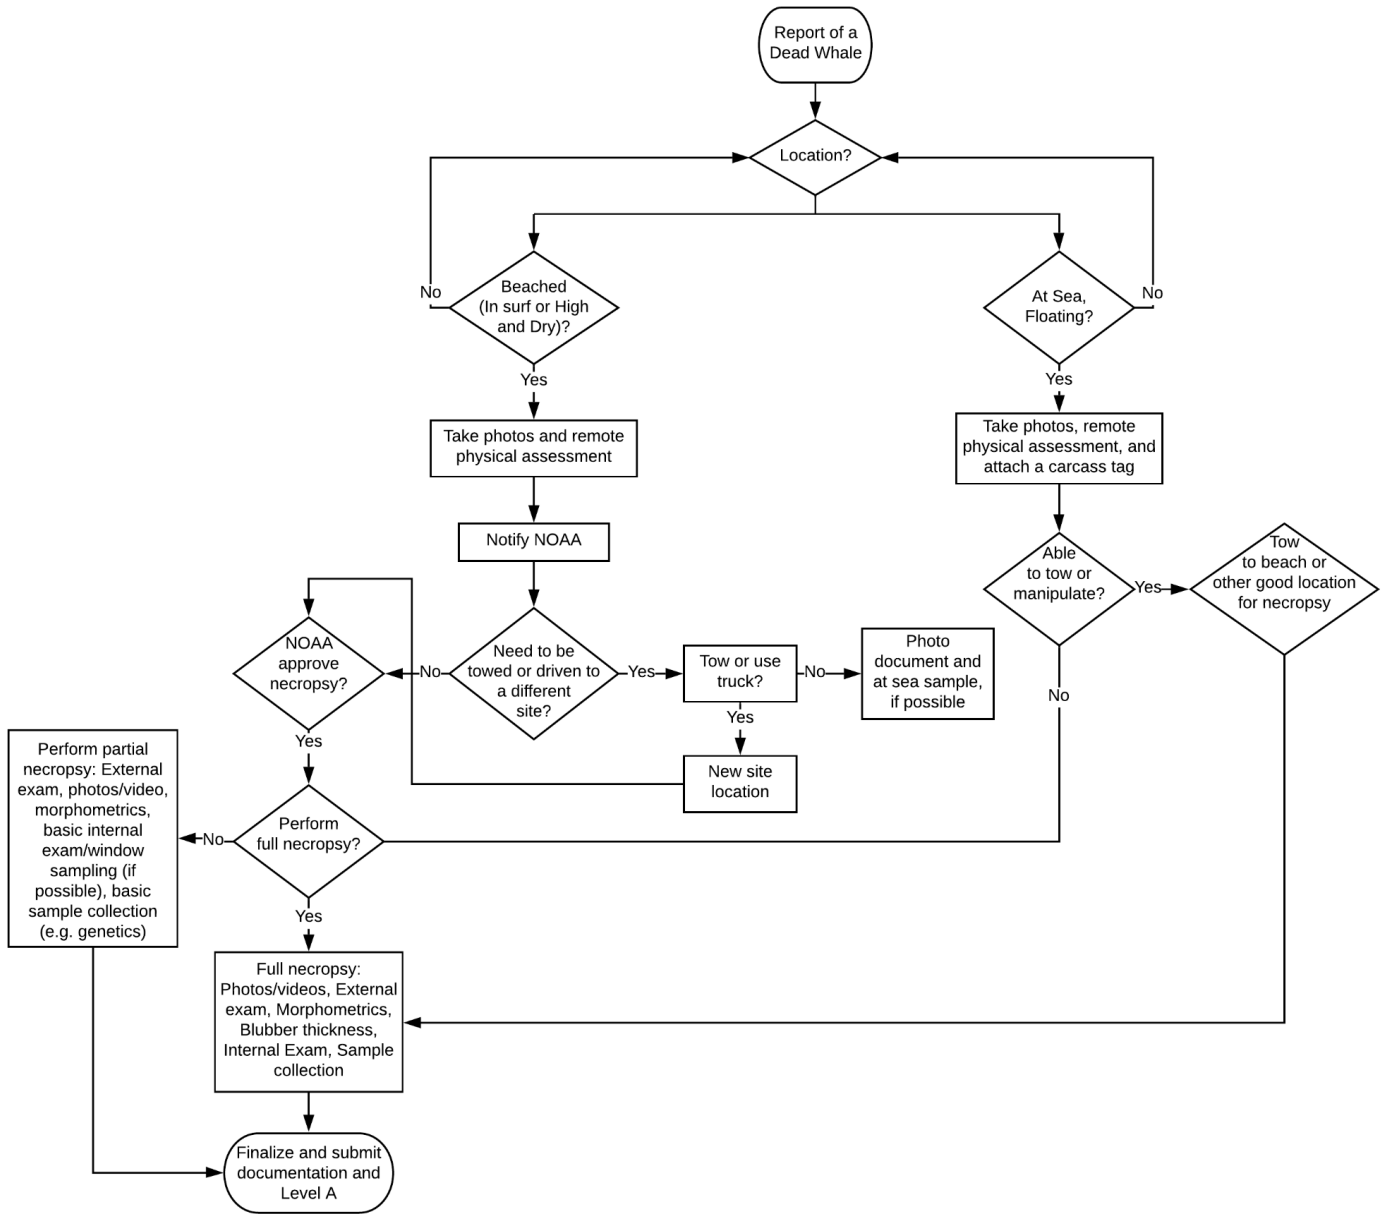 Report of a
Dead Whale
Location?
No
Beached
(In surf or High
and Dry)?
At Sea,
Floating?
No
Yes
Yes
Take photos and remote
physical assessment
Take photos, remote
physical assessment, and
attach a carcass tag
Notify NOAA
Able
to tow or
manipulate?
Yes
Tow
to beach or
other good location
for necropsy
NOAA
approve
necropsy?
No
Need to be
towed or driven to
a different
site?
Yes
Tow or use
truck?
No
Photo
document and
at sea sample,
if possible
No
Yes
Yes
New site
location
Perform partial
necropsy: External
exam, photos/video,
morphometrics,
basic internal
exam/window
sampling (if
possible), basic
sample collection
(e.g. genetics)
No
Perform
full necropsy?
Yes
Full necropsy:
Photos/videos, External
exam, Morphometrics,
Blubber thickness,
Internal Exam, Sample
collection
Finalize and submit
documentation and
Level A